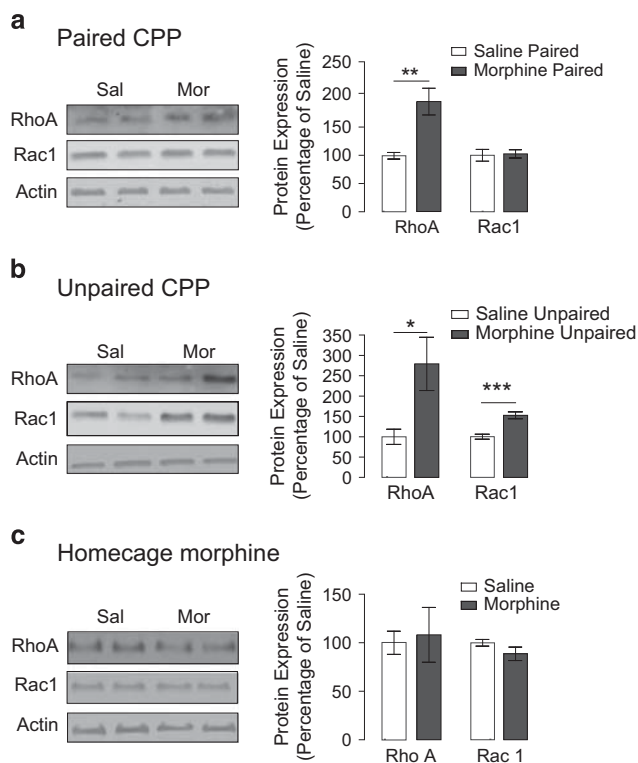 a
Paired CPP
Sal Mor
RhoA
Rac1
Actin
Protein Expression
(Percentage of Saline)
250
200
150
100
50
0
Saline Paired
Morphine Paired
**
RhoA Rac1
b
Unpaired CPP
Sal Mor
RhoA
Rac1
Actin
Protein Expression
(Percentage of Saline)
350
300
250
200
150
100
50
0
Saline Unpaired
Morphine Unpaired
*
***
RhoA Rac1
c
Homecage morphine
Sal Mor
RhoA
Rac1
Actin
Protein Expression
(Percentage of Saline)
150
100
50
0
Saline
Morphine
Rho A Rac 1